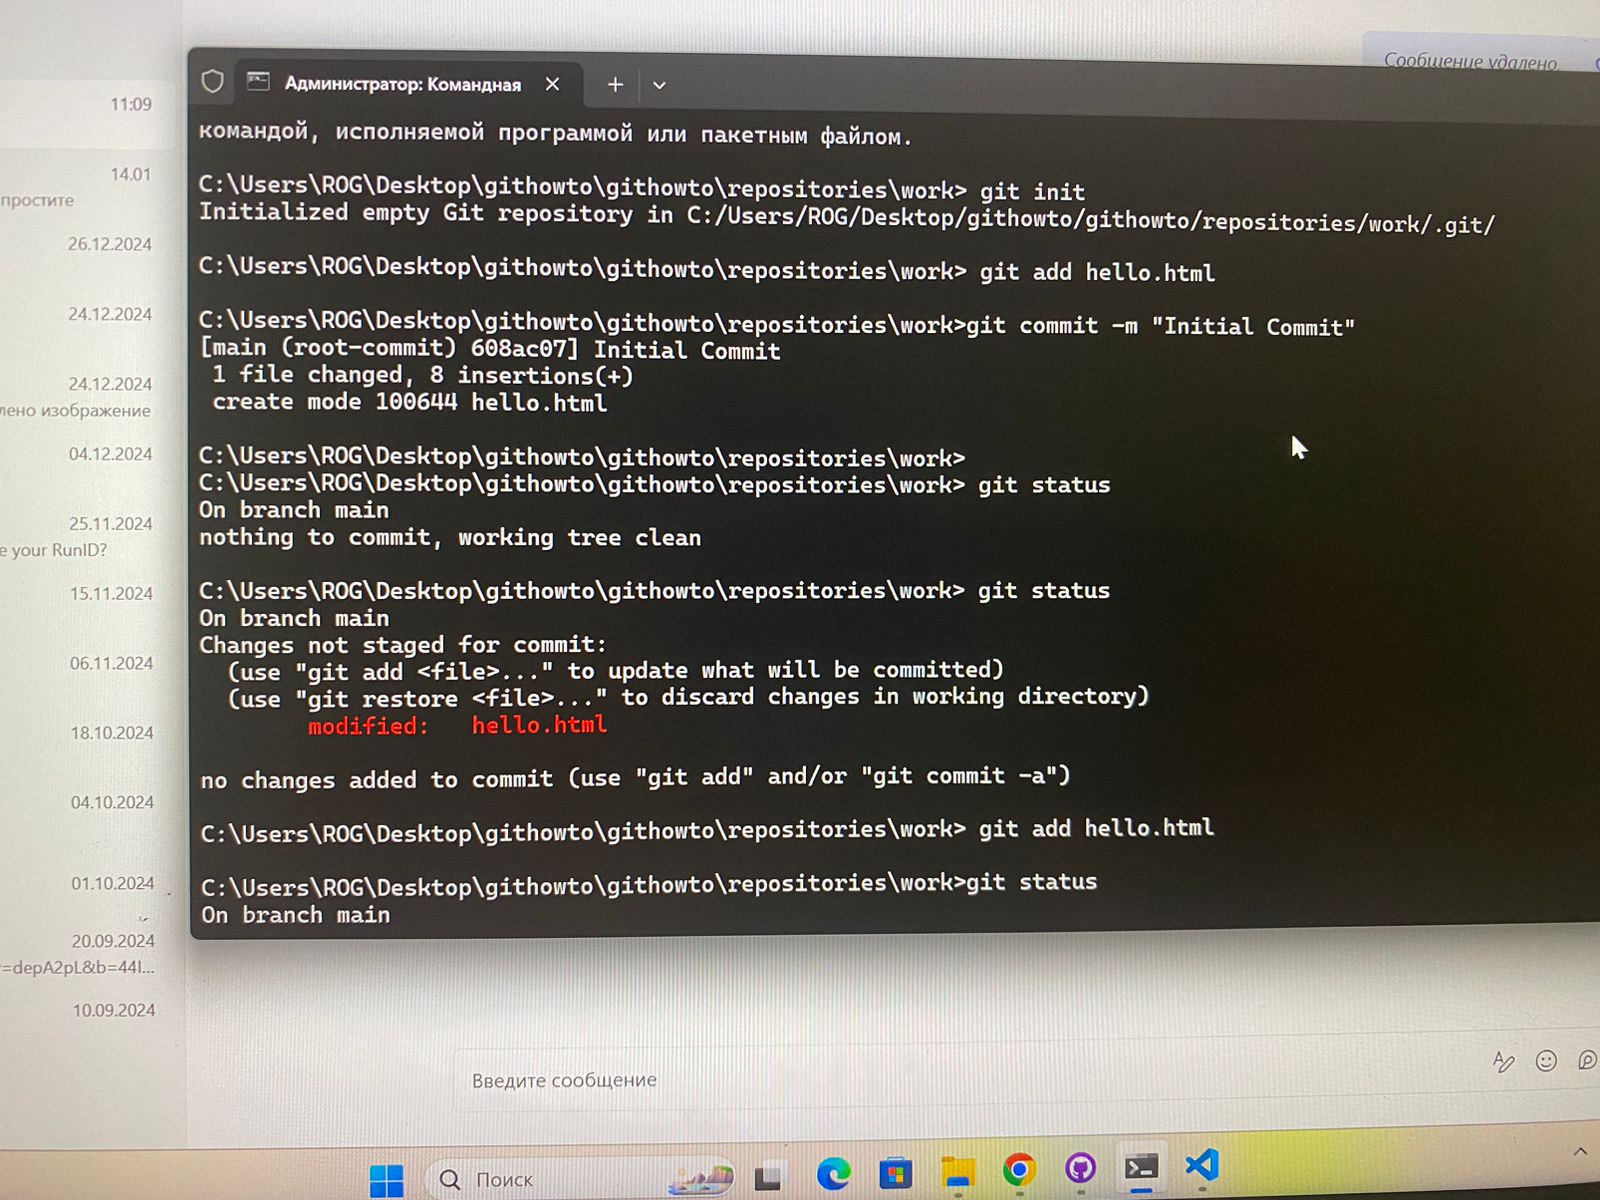 Сообщение удалено
Администратор: Командная
11:09
14.01
простите
26.12.2024
24.12.2024
24.12.2024
лено изображение
04.12.2024
25.11.2024
e your RunID?
15.11.2024
06.11.2024
18.10.2024
04.10.2024
01.10.2024
20.09.2024
=depA2pL&b=44l...
10.09.2024
командой, исполняемой программой или пакетным файлом.
C:\Users\ROG\Desktop\githowto\githowto\repositories\work> git init
Initialized empty Git repository in C:/Users/ROG/Desktop/githowto/githowto/repositories/work/.git/
C:\Users\ROG\Desktop\githowto\githowto\repositories\work> git add hello.html
C:\Users\ROG\Desktop\githowto\githowto\repositories\work>git commit -m "Initial Commit"
[main (root-commit) 608ac07] Initial Commit
1 file changed, 8 insertions(+)
create mode 100644 hello.html
C:\Users\ROG\Desktop\githowto\githowto\repositories\work>
C:\Users\ROG\Desktop\githowto\githowto\repositories\work> git status
On branch main
nothing to commit, working tree clean
C:\Users\ROG\Desktop\githowto\githowto\repositories\work> git status
On branch main
Changes not staged for commit:
(use "git add <file>..." to update what will be committed)
(use "git restore <file>..." to discard changes in working directory)
modified: hello.html
no changes added to commit (use "git add" and/or "git commit -a")
C:\Users\ROG\Desktop\githowto\githowto\repositories\work> git add hello.html
C:\Users\ROG\Desktop\githowto\githowto\repositories\work>git status
On branch main
Введите сообщение
Поиск